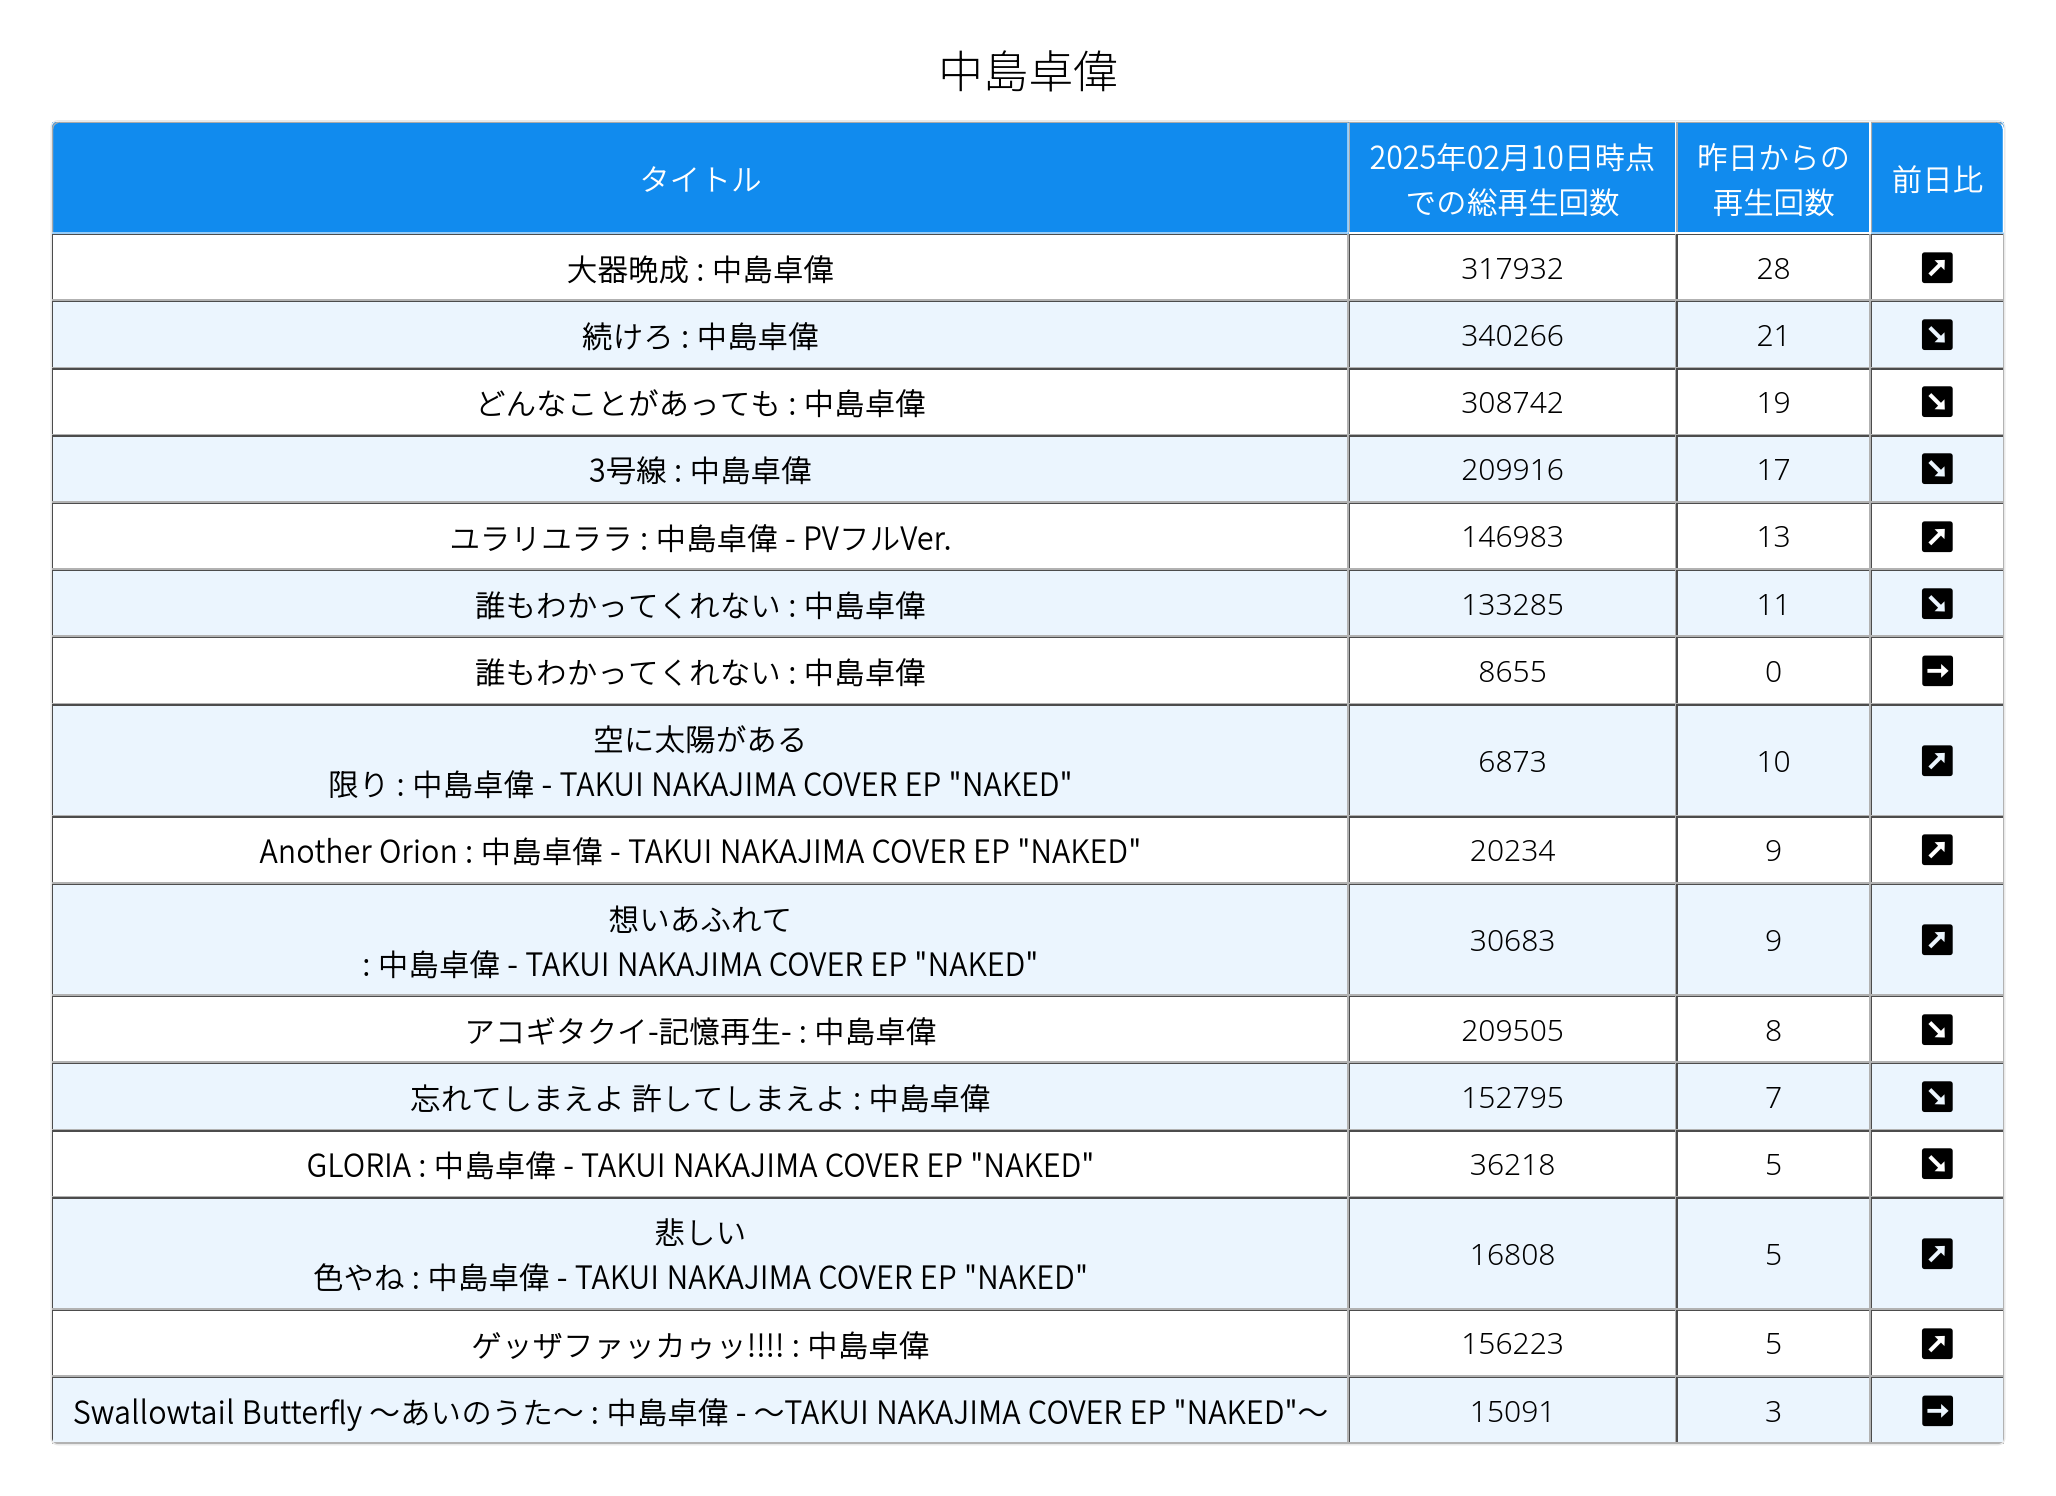 中島卓偉
タイトル
2025年02月10日時点
での総再生回数
昨日からの
再生回数
前日比
大器晩成 : 中島卓偉 317932 28 ↗
続けろ : 中島卓偉 340266 21 ↘
どんなことがあっても : 中島卓偉 308742 19 ↘
3号線 : 中島卓偉 209916 17 ↘
ユラリユララ : 中島卓偉 - PVフルVer. 146983 13 ↗
誰もわかってくれない : 中島卓偉 133285 11 ↘
誰もわかってくれない : 中島卓偉 8655 0 →
空に太陽がある
限り : 中島卓偉 - TAKUI NAKAJIMA COVER EP "NAKED" 6873 10 ↗
Another Orion : 中島卓偉 - TAKUI NAKAJIMA COVER EP "NAKED" 20234 9 ↗
想いあふれて
: 中島卓偉 - TAKUI NAKAJIMA COVER EP "NAKED" 30683 9 ↗
アコギタクイ-記憶再生- : 中島卓偉 209505 8 ↘
忘れてしまえよ 許してしまえよ : 中島卓偉 152795 7 ↘
GLORIA : 中島卓偉 - TAKUI NAKAJIMA COVER EP "NAKED" 36218 5 ↘
悲しい
色やね : 中島卓偉 - TAKUI NAKAJIMA COVER EP "NAKED" 16808 5 ↗
ゲッザファッカゥッ!!!! : 中島卓偉 156223 5 ↗
Swallowtail Butterfly ～あいのうた～ : 中島卓偉 - ～TAKUI NAKAJIMA COVER EP "NAKED"～ 15091 3 →